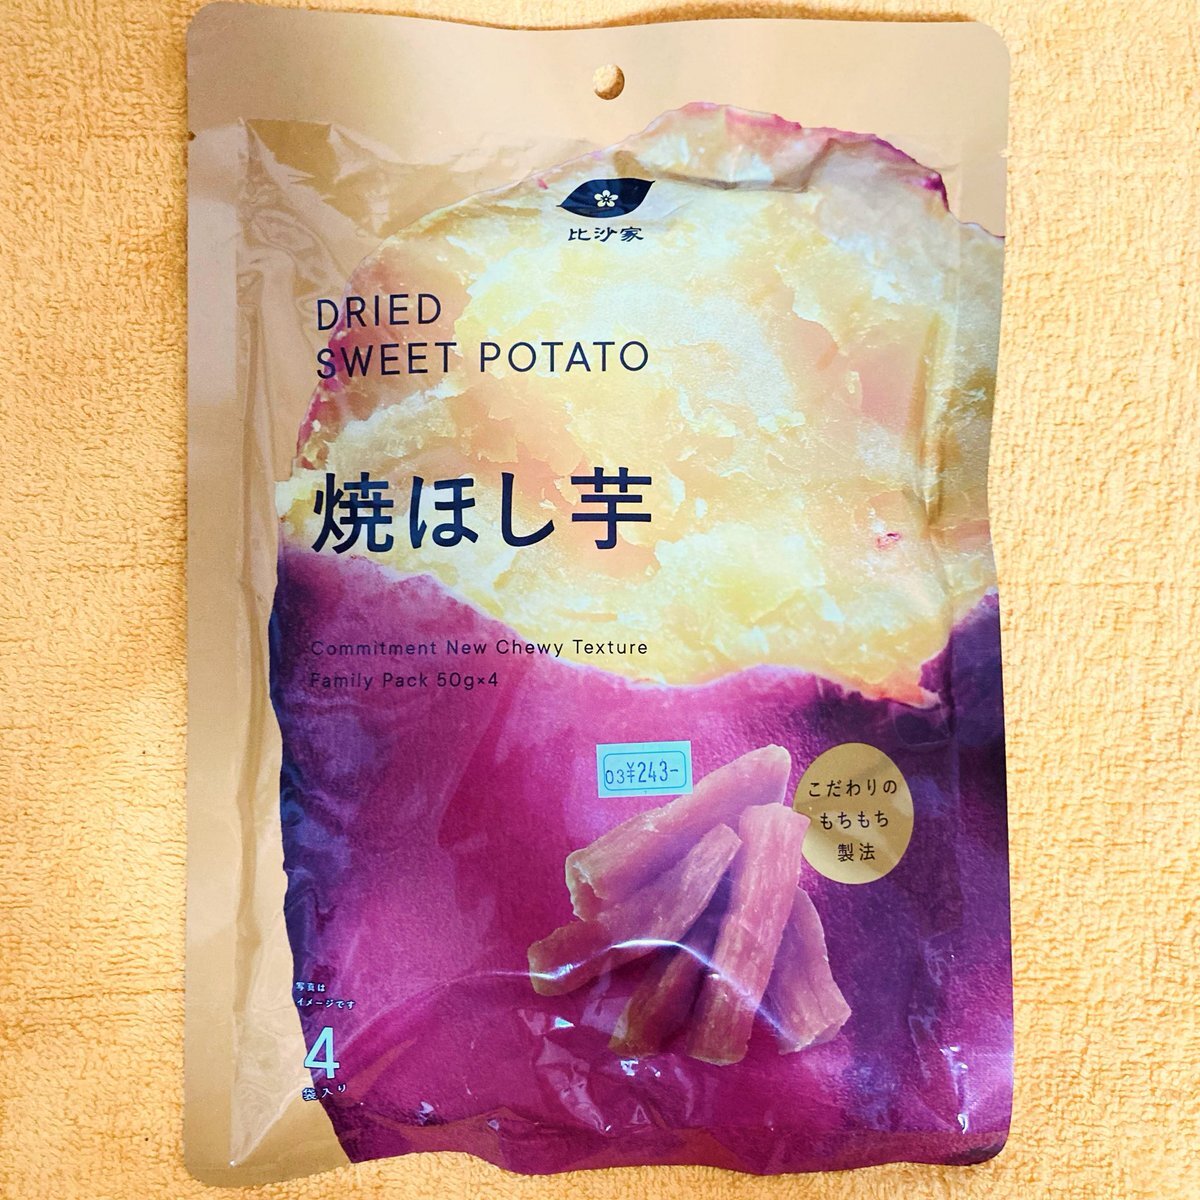 比沙家
DRIED
SWEET POTATO
焼ほし芋
Commitment New Chewy Texture
Family Pack 50g×4
03¥243-
こだわりの
もちもち
製法
写真は
イメージです
4
袋入り